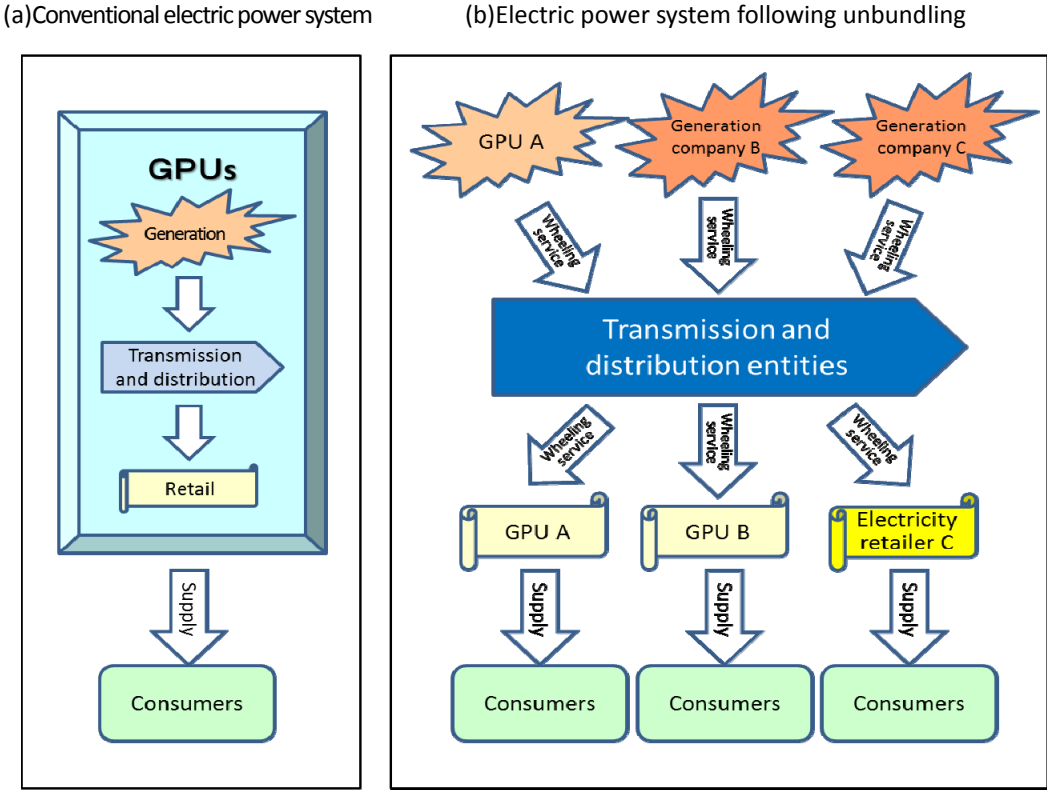 (a)Conventional electric power system
(b)Electric power system following unbundling
GPUs
Generation
Transmission
and distribution
Retail
Supply
Consumers
GPU A
Generation
company B
Generation
company C
Wheeling
service
Wheeling
service
Wheeling
service
Transmission and
distribution entities
Wheeling
service
Wheeling
service
Wheeling
service
GPU A
GPU B
Electricity
retailer C
Supply
Supply
Supply
Consumers
Consumers
Consumers